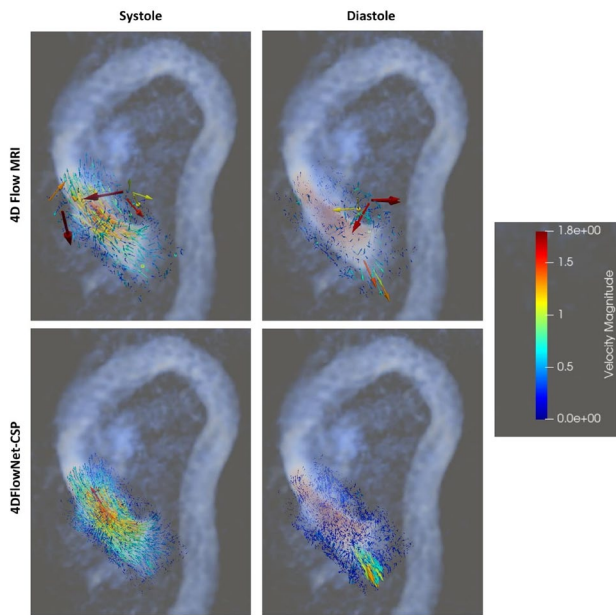 Systole
Diastole
4D Flow MRI
4DFlowNet-CSP
1.8e+00
1.5
1
0.5
0.0e+00
Velocity Magnitude